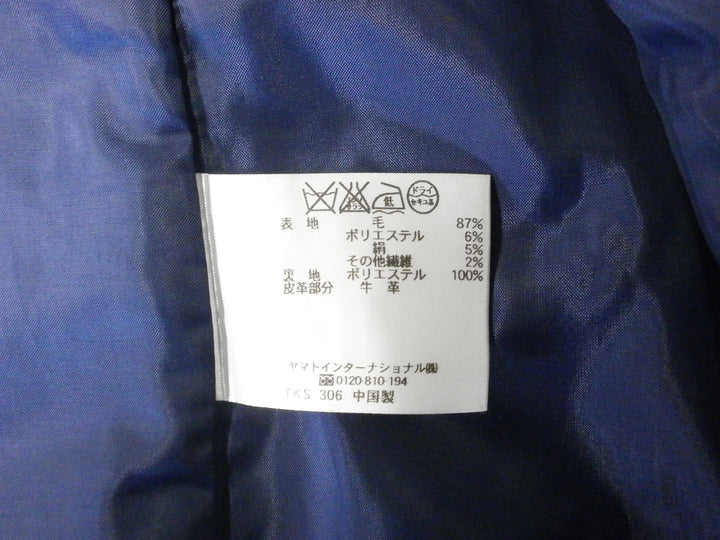 低 ドライ セキユ系
表 地 毛 87%
ポリエステル 6%
絹 5%
その他繊維 2%
裏 地 ポリエステル 100%
皮革部分 牛 革
ヤマトインターナショナル㈱
0120-810-194
TKS 306 中国製